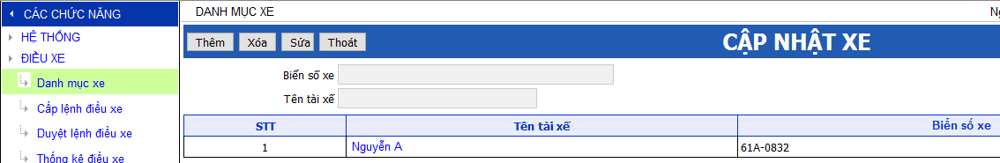 CÁC CHỨC NĂNG
HỆ THỐNG
ĐIỀU XE
Danh mục xe
Cấp lệnh điều xe
Duyệt lệnh điều xe
Thống kê điều xe
DANH MỤC XE
Thêm Xóa Sửa Thoát CẬP NHẬT XE
Biển số xe
Tên tài xế
STT Tên tài xế Biển số xe
1 Nguyễn A 61A-0832